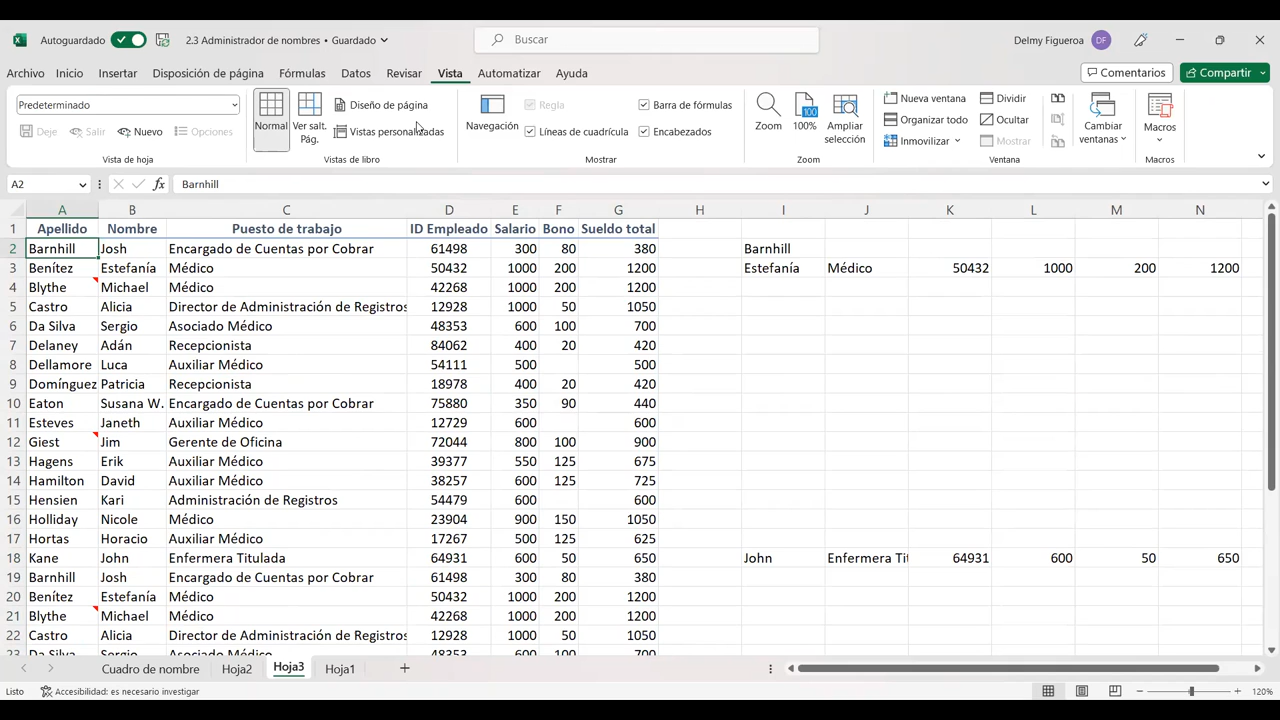 Autoguardado 2.3 Administrador de nombres • Guardado Buscar Delmy Figueroa DF
Archivo Inicio Insertar Disposición de página Fórmulas Datos Revisar Vista Automatizar Ayuda Comentarios Compartir
Predeterminado
Deje Salir Nuevo Opciones
Vista de hoja
Normal
Ver salt. Pág.
Diseño de página
Vistas personalizadas
Vistas de libro
Navegación
Regla
Barra de fórmulas
Líneas de cuadrícula
Encabezados
Mostrar
Zoom
100
100%
Ampliar selección
Zoom
Nueva ventana
Organizar todo
Inmovilizar
Dividir
Ocultar
Mostrar
Cambiar ventanas
Ventana
Macros
Macros
A2 fx Barnhill
A B C D E F G H I J K L M N
1 Apellido Nombre Puesto de trabajo ID Empleado Salario Bono Sueldo total
2 Barnhill Josh Encargado de Cuentas por Cobrar 61498 300 80 380 Barnhill
3 Benítez Estefanía Médico 50432 1000 200 1200 Estefanía Médico 50432 1000 200 1200
4 Blythe Michael Médico 42268 1000 200 1200
5 Castro Alicia Director de Administración de Registros 12928 1000 50 1050
6 Da Silva Sergio Asociado Médico 48353 600 100 700
7 Delaney Adán Recepcionista 84062 400 20 420
8 Dellamore Luca Auxiliar Médico 54111 500 500
9 Domínguez Patricia Recepcionista 18978 400 20 420
10 Eaton Susana W. Encargado de Cuentas por Cobrar 75880 350 90 440
11 Esteves Janeth Auxiliar Médico 12729 600 600
12 Giest Jim Gerente de Oficina 72044 800 100 900
13 Hagens Erik Auxiliar Médico 39377 550 125 675
14 Hamilton David Auxiliar Médico 38257 600 125 725
15 Hensien Kari Administración de Registros 54479 600 600
16 Holliday Nicole Médico 23904 900 150 1050
17 Hortas Horacio Auxiliar Médico 17267 500 125 625
18 Kane John Enfermera Titulada 64931 600 50 650 John Enfermera Tit 64931 600 50 650
19 Barnhill Josh Encargado de Cuentas por Cobrar 61498 300 80 380
20 Benítez Estefanía Médico 50432 1000 200 1200
21 Blythe Michael Médico 42268 1000 200 1200
22 Castro Alicia Director de Administración de Registros 12928 1000 50 1050
23 Da Silva Sergio Asociado Médico 48353 600 100 700
Cuadro de nombre Hoja2 Hoja3 Hoja1
Listo Accesibilidad: es necesario investigar 120%